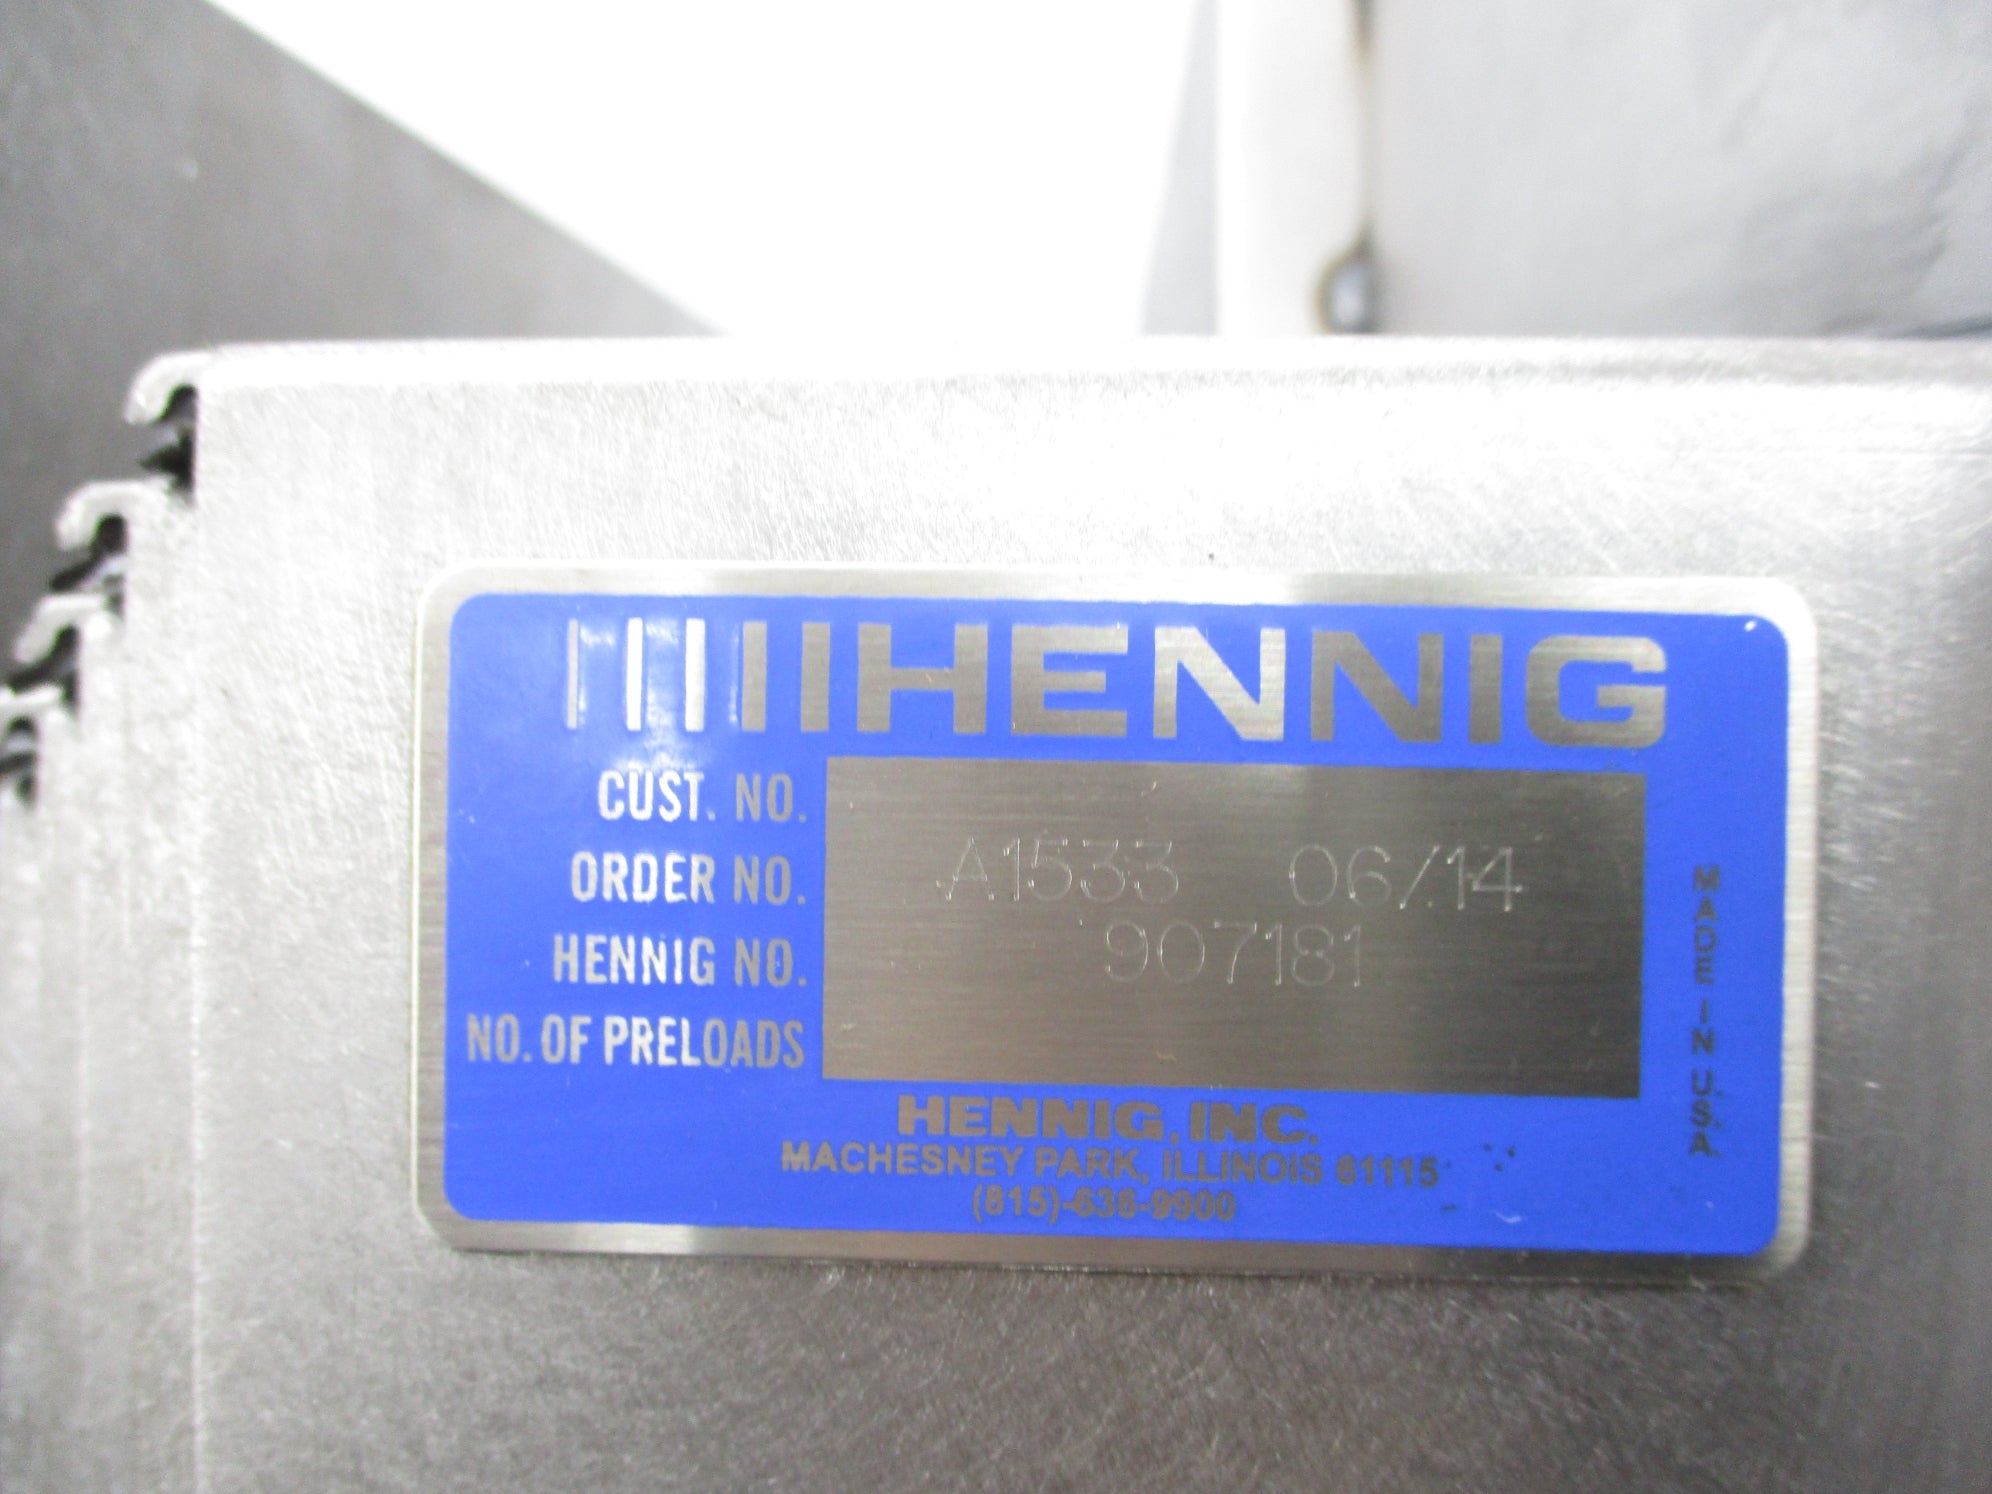 HENNIG
CUST. NO.
ORDER NO. A1533 06/14
HENNIG NO. 907181
NO. OF PRELOADS
HENNIG, INC.
MACHESNEY PARK, ILLINOIS 61115
(815)-636-9900
MADE IN U.S.A.